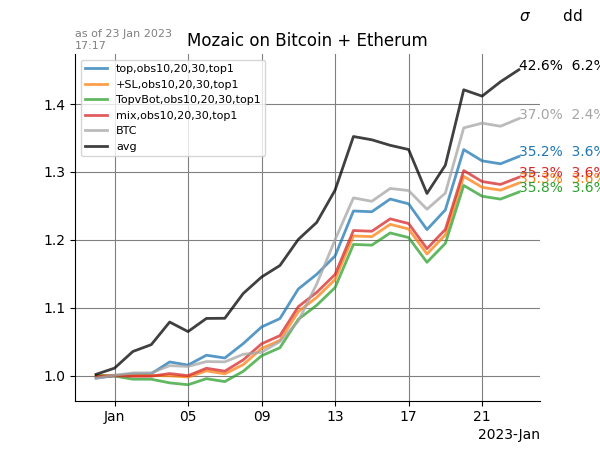 σ dd
as of 23 Jan 2023
17:17
Mozaic on Bitcoin + Etherum
top,obs10,20,30,top1
+SL,obs10,20,30,top1
TopvBot,obs10,20,30,top1
mix,obs10,20,30,top1
BTC
avg
42.6% 6.2%
37.0% 2.4%
35.2% 3.6%
35.3% 3.6%
35.8% 3.6%
1.4
1.3
1.2
1.1
1.0
Jan 05 09 13 17 21
2023-Jan